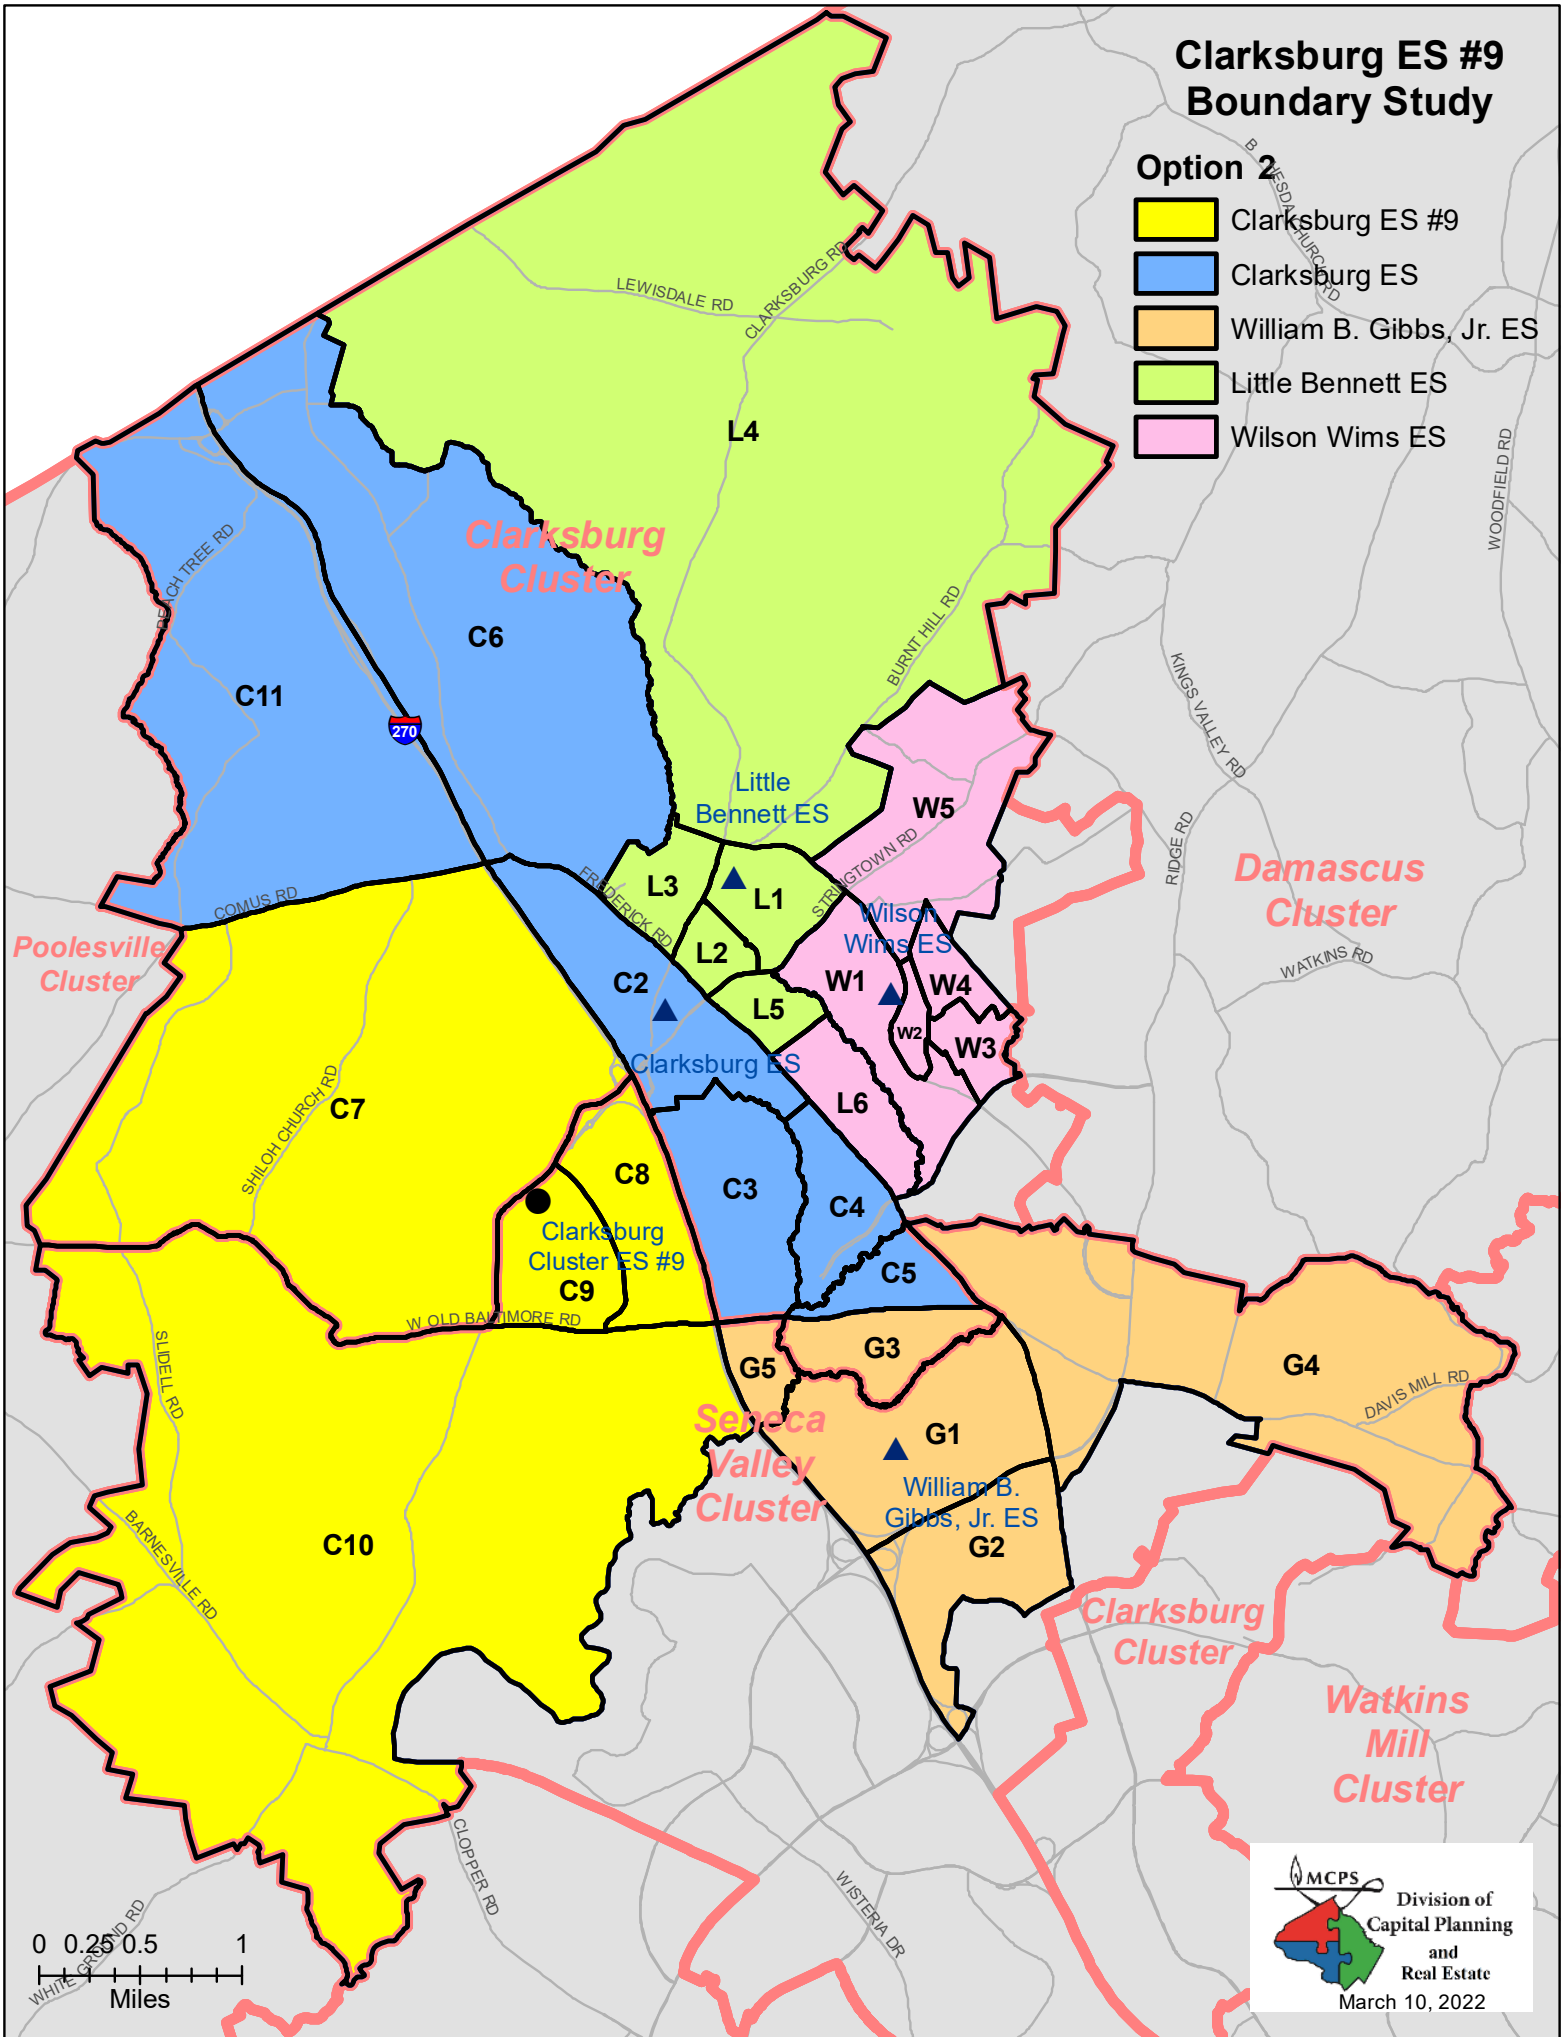 Clarksburg ES #9
Boundary Study
Option 2
Clarksburg ES #9
Clarksburg ES
William B. Gibbs, Jr. ES
Little Bennett ES
Wilson Wims ES
B  HESDA CHURCH RD
LEWISDALE RD
CLARKSBURG RD
L4
WOODFIELD RD
Clarksburg
Cluster
PEACH TREE RD
C6
BURNT HILL RD
C11
270
KINGS VALLEY RD
Little
Bennett ES
W5
RIDGE RD
STRINGTOWN RD
Damascus
Cluster
COMUS RD
FREDERICK RD
L3
L1
Wilson
Wims ES
Poolesville
Cluster
L2
WATKINS RD
C2
W1
W4
L5
W2
W3
Clarksburg ES
L6
C7
SHILOH CHURCH RD
C8
C3
C4
Clarksburg
Cluster ES #9
C5
C9
W OLD BALTIMORE RD
G3
G5
G4
SLIDELL RD
DAVIS MILL RD
Seneca
Valley
Cluster
G1
William B.
Gibbs, Jr. ES
G2
BARNESVILLE RD
C10
Clarksburg
Cluster
Watkins
Mill
Cluster
CLOPPER RD
WISTERIA DR
WHITE GROUND RD
0 0.25 0.5 1
Miles
MCPS
Division of
Capital Planning
and
Real Estate
March 10, 2022